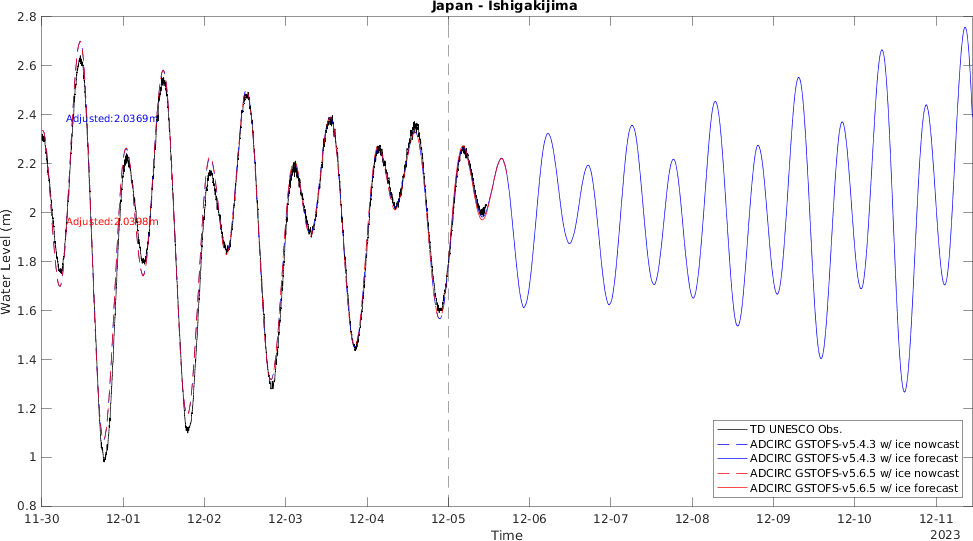 Japan - Ishigakijima
2.8
2.6
2.4
2.2
2
1.8
1.6
1.4
1.2
1
0.8
Water Level (m)
Adjusted:2.0369m
Adjusted:2.0398m
TD UNESCO Obs.
ADCIRC GSTOFS-v5.4.3 w/ ice nowcast
ADCIRC GSTOFS-v5.4.3 w/ ice forecast
ADCIRC GSTOFS-v5.6.5 w/ ice nowcast
ADCIRC GSTOFS-v5.6.5 w/ ice forecast
11-30 12-01 12-02 12-03 12-04 12-05 12-06 12-07 12-08 12-09 12-10 12-11
Time
2023